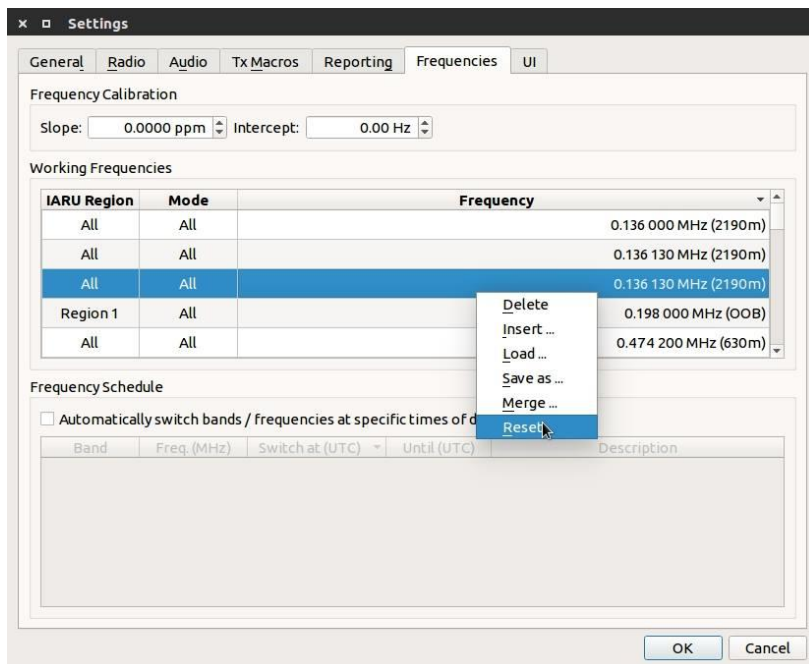 Settings
General Radio Audio Tx Macros Reporting Frequencies UI
Frequency Calibration
Slope: 0.0000 ppm Intercept: 0.00 Hz
Working Frequencies
IARU Region Mode Frequency
All All 0.136 000 MHz (2190m)
All All 0.136 130 MHz (2190m)
All All 0.136 130 MHz (2190m)
Region 1 All 0.198 000 MHz (OOB)
All All 0.474 200 MHz (630m)
Delete
Insert ...
Load ...
Save as ...
Merge ...
Reset
Frequency Schedule
Automatically switch bands / frequencies at specific times of d
Band Freq. (MHz) Switch at (UTC) Until (UTC) Description
OK Cancel